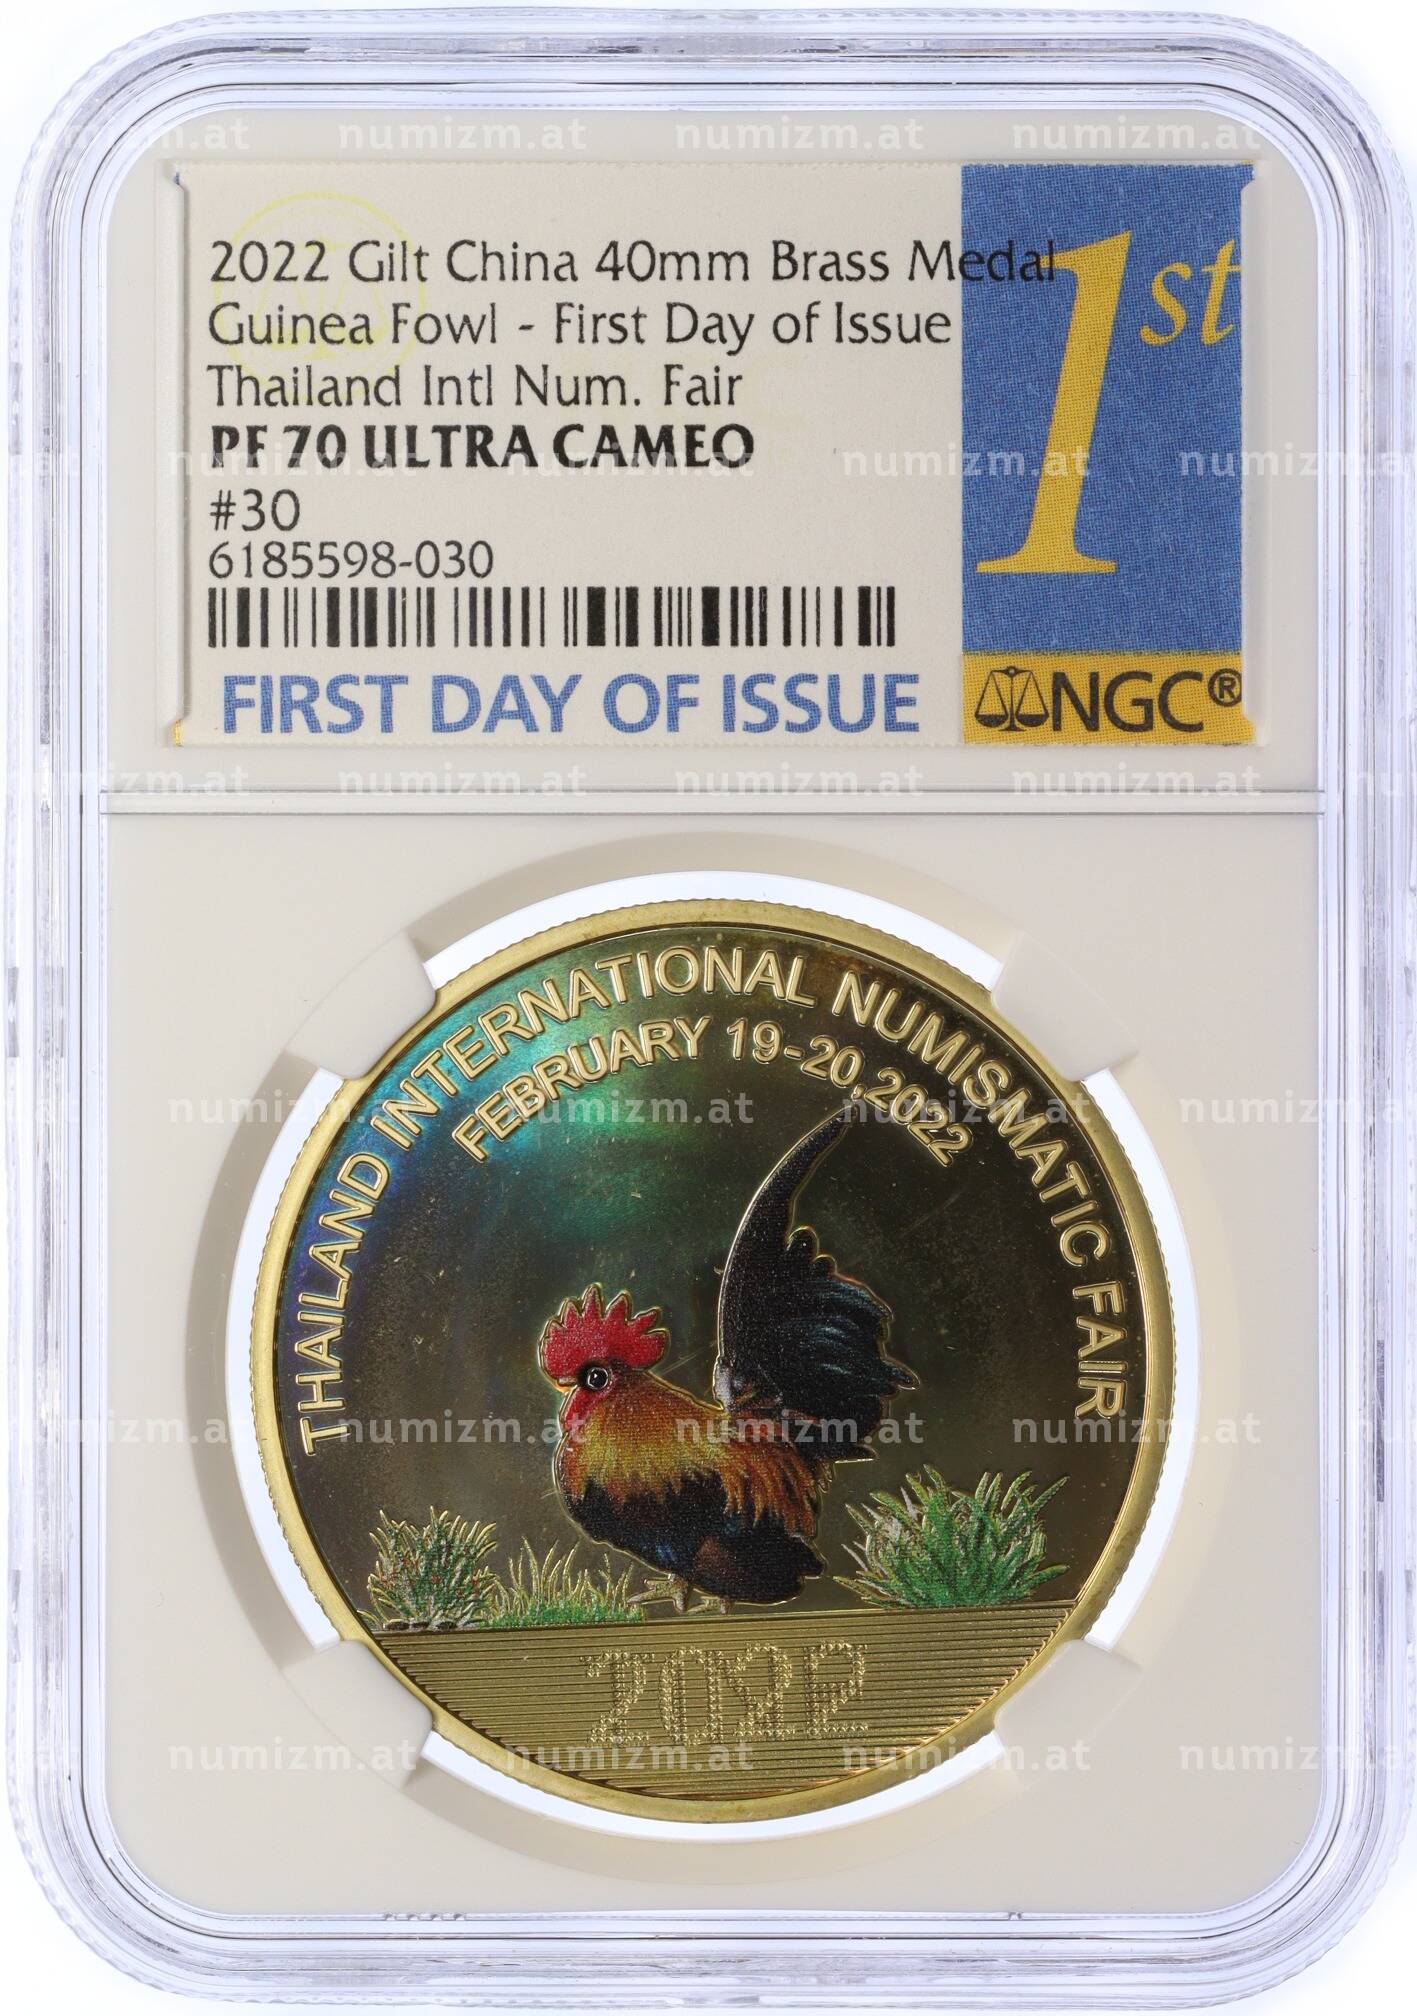 2022 Gilt China 40mm Brass Medal
Guinea Fowl - First Day of Issue
Thailand Intl Num. Fair
PF 70 ULTRA CAMEO
#30
6185598-030
FIRST DAY OF ISSUE
1st
NGC®
THAILAND INTERNATIONAL NUMISMATIC FAIR
FEBRUARY 19-20,2022
2022
numizm.at